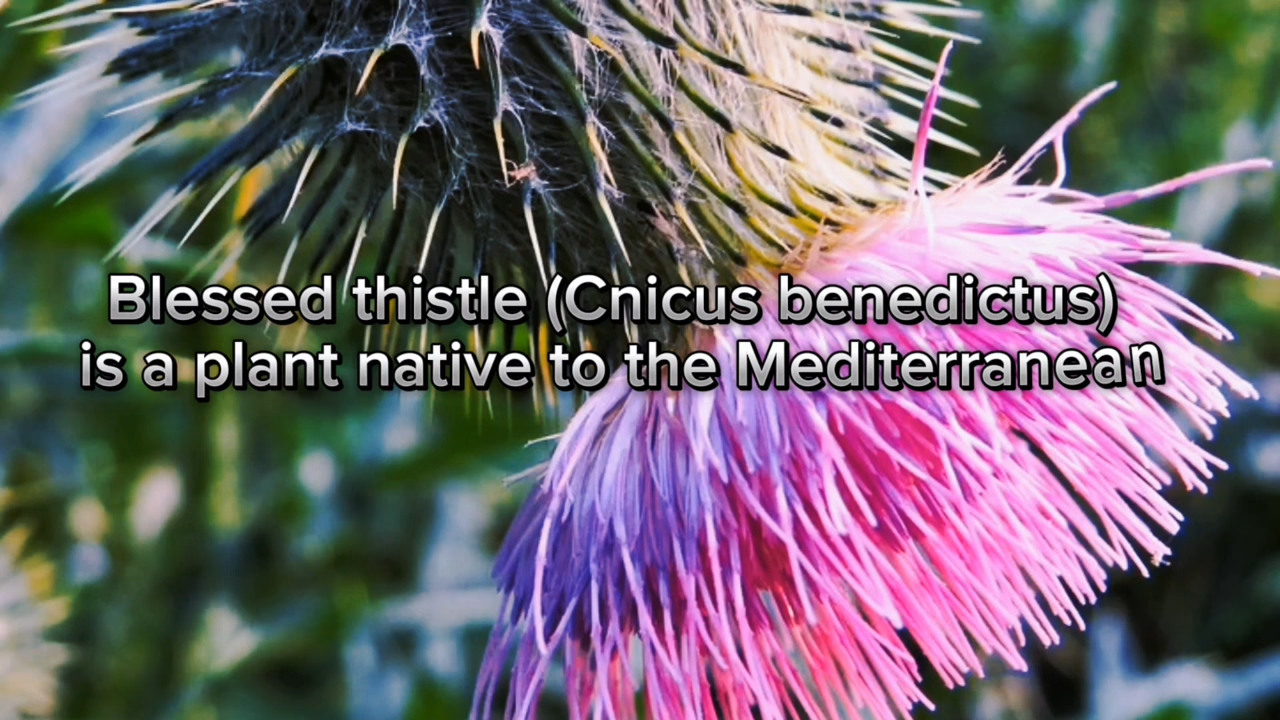 Blessed thistle (Cnicus benedictus)
is a plant native to the Mediterranean